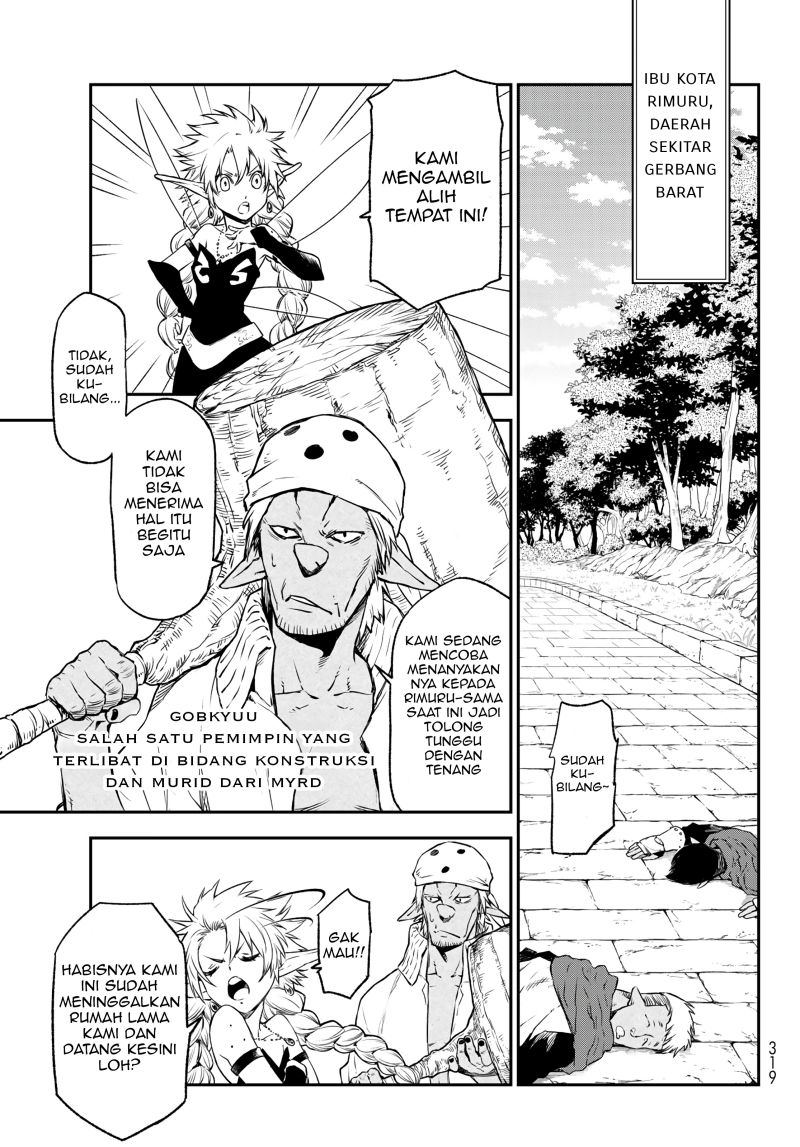 IBU KOTA
RIMURU,
DAERAH
SEKITAR
GERBANG
BARAT
SUDAH
KU-
BILANG~
KAMI
MENGAMBIL
ALIH
TEMPAT INI!
TIDAK,
SUDAH
KU-
BILANG...
KAMI
TIDAK
BISA
MENERIMA
HAL ITU
BEGITU
SAJA
KAMI SEDANG
MENCOBA
MENANYAKAN
NYA KEPADA
RIMURU-SAMA
SAAT INI JADI
TOLONG
TUNGGU
DENGAN
TENANG
GOBKYUU
SALAH SATU PEMIMPIN YANG
TERLIBAT DI BIDANG KONSTRUKSI
DAN MURID DARI MYRD
GAK
MAU!!
HABISNYA KAMI
INI SUDAH
MENINGGALKAN
RUMAH LAMA
KAMI DAN
DATANG KESINI
LOH?
319